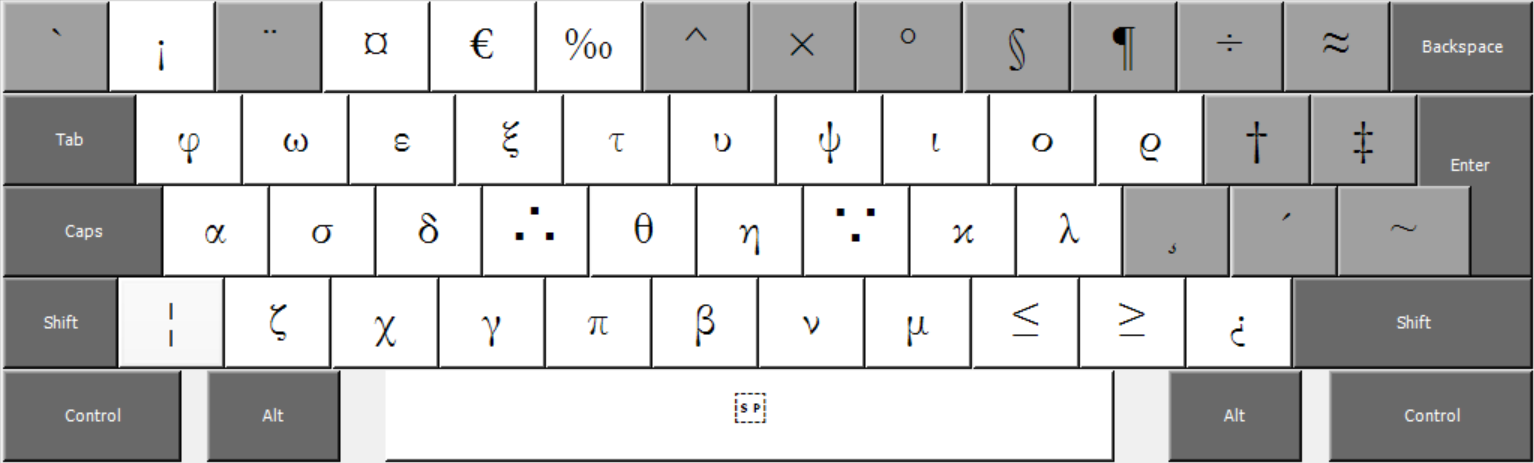 ` ¡ ¨ ¤ € ‰ ^ × ° § ¶ ÷ ≈ Backspace
Tab φ ω ε ξ τ υ ψ ι ο ϱ † ‡ Enter
Caps α σ δ ∴ θ η ∵ ϰ λ ¸ ´ ~
Shift ¦ ζ χ γ π β ν μ ≤ ≥ ¿ Shift
Control Alt SP Alt Control